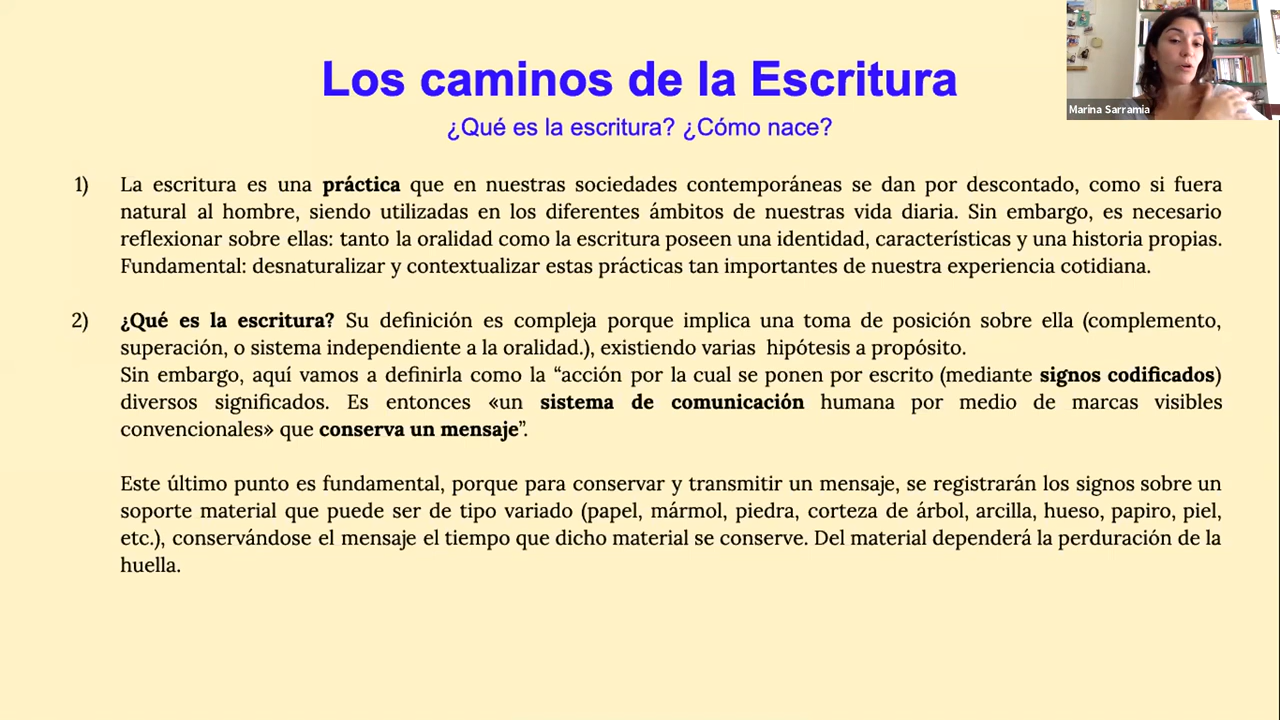 Los caminos de la Escritura
Marina Sarramia
¿Qué es la escritura? ¿Cómo nace?
1) La escritura es una práctica que en nuestras sociedades contemporáneas se dan por descontado, como si fuera
natural al hombre, siendo utilizadas en los diferentes ámbitos de nuestras vida diaria. Sin embargo, es necesario
reflexionar sobre ellas: tanto la oralidad como la escritura poseen una identidad, características y una historia propias.
Fundamental: desnaturalizar y contextualizar estas prácticas tan importantes de nuestra experiencia cotidiana.
2) ¿Qué es la escritura? Su definición es compleja porque implica una toma de posición sobre ella (complemento,
superación, o sistema independiente a la oralidad.), existiendo varias hipótesis a propósito.
Sin embargo, aquí vamos a definirla como la “acción por la cual se ponen por escrito (mediante signos codificados)
diversos significados. Es entonces «un sistema de comunicación humana por medio de marcas visibles
convencionales» que conserva un mensaje”.
Este último punto es fundamental, porque para conservar y transmitir un mensaje, se registrarán los signos sobre un
soporte material que puede ser de tipo variado (papel, mármol, piedra, corteza de árbol, arcilla, hueso, papiro, piel,
etc.), conservándose el mensaje el tiempo que dicho material se conserve. Del material dependerá la perduración de la
huella.